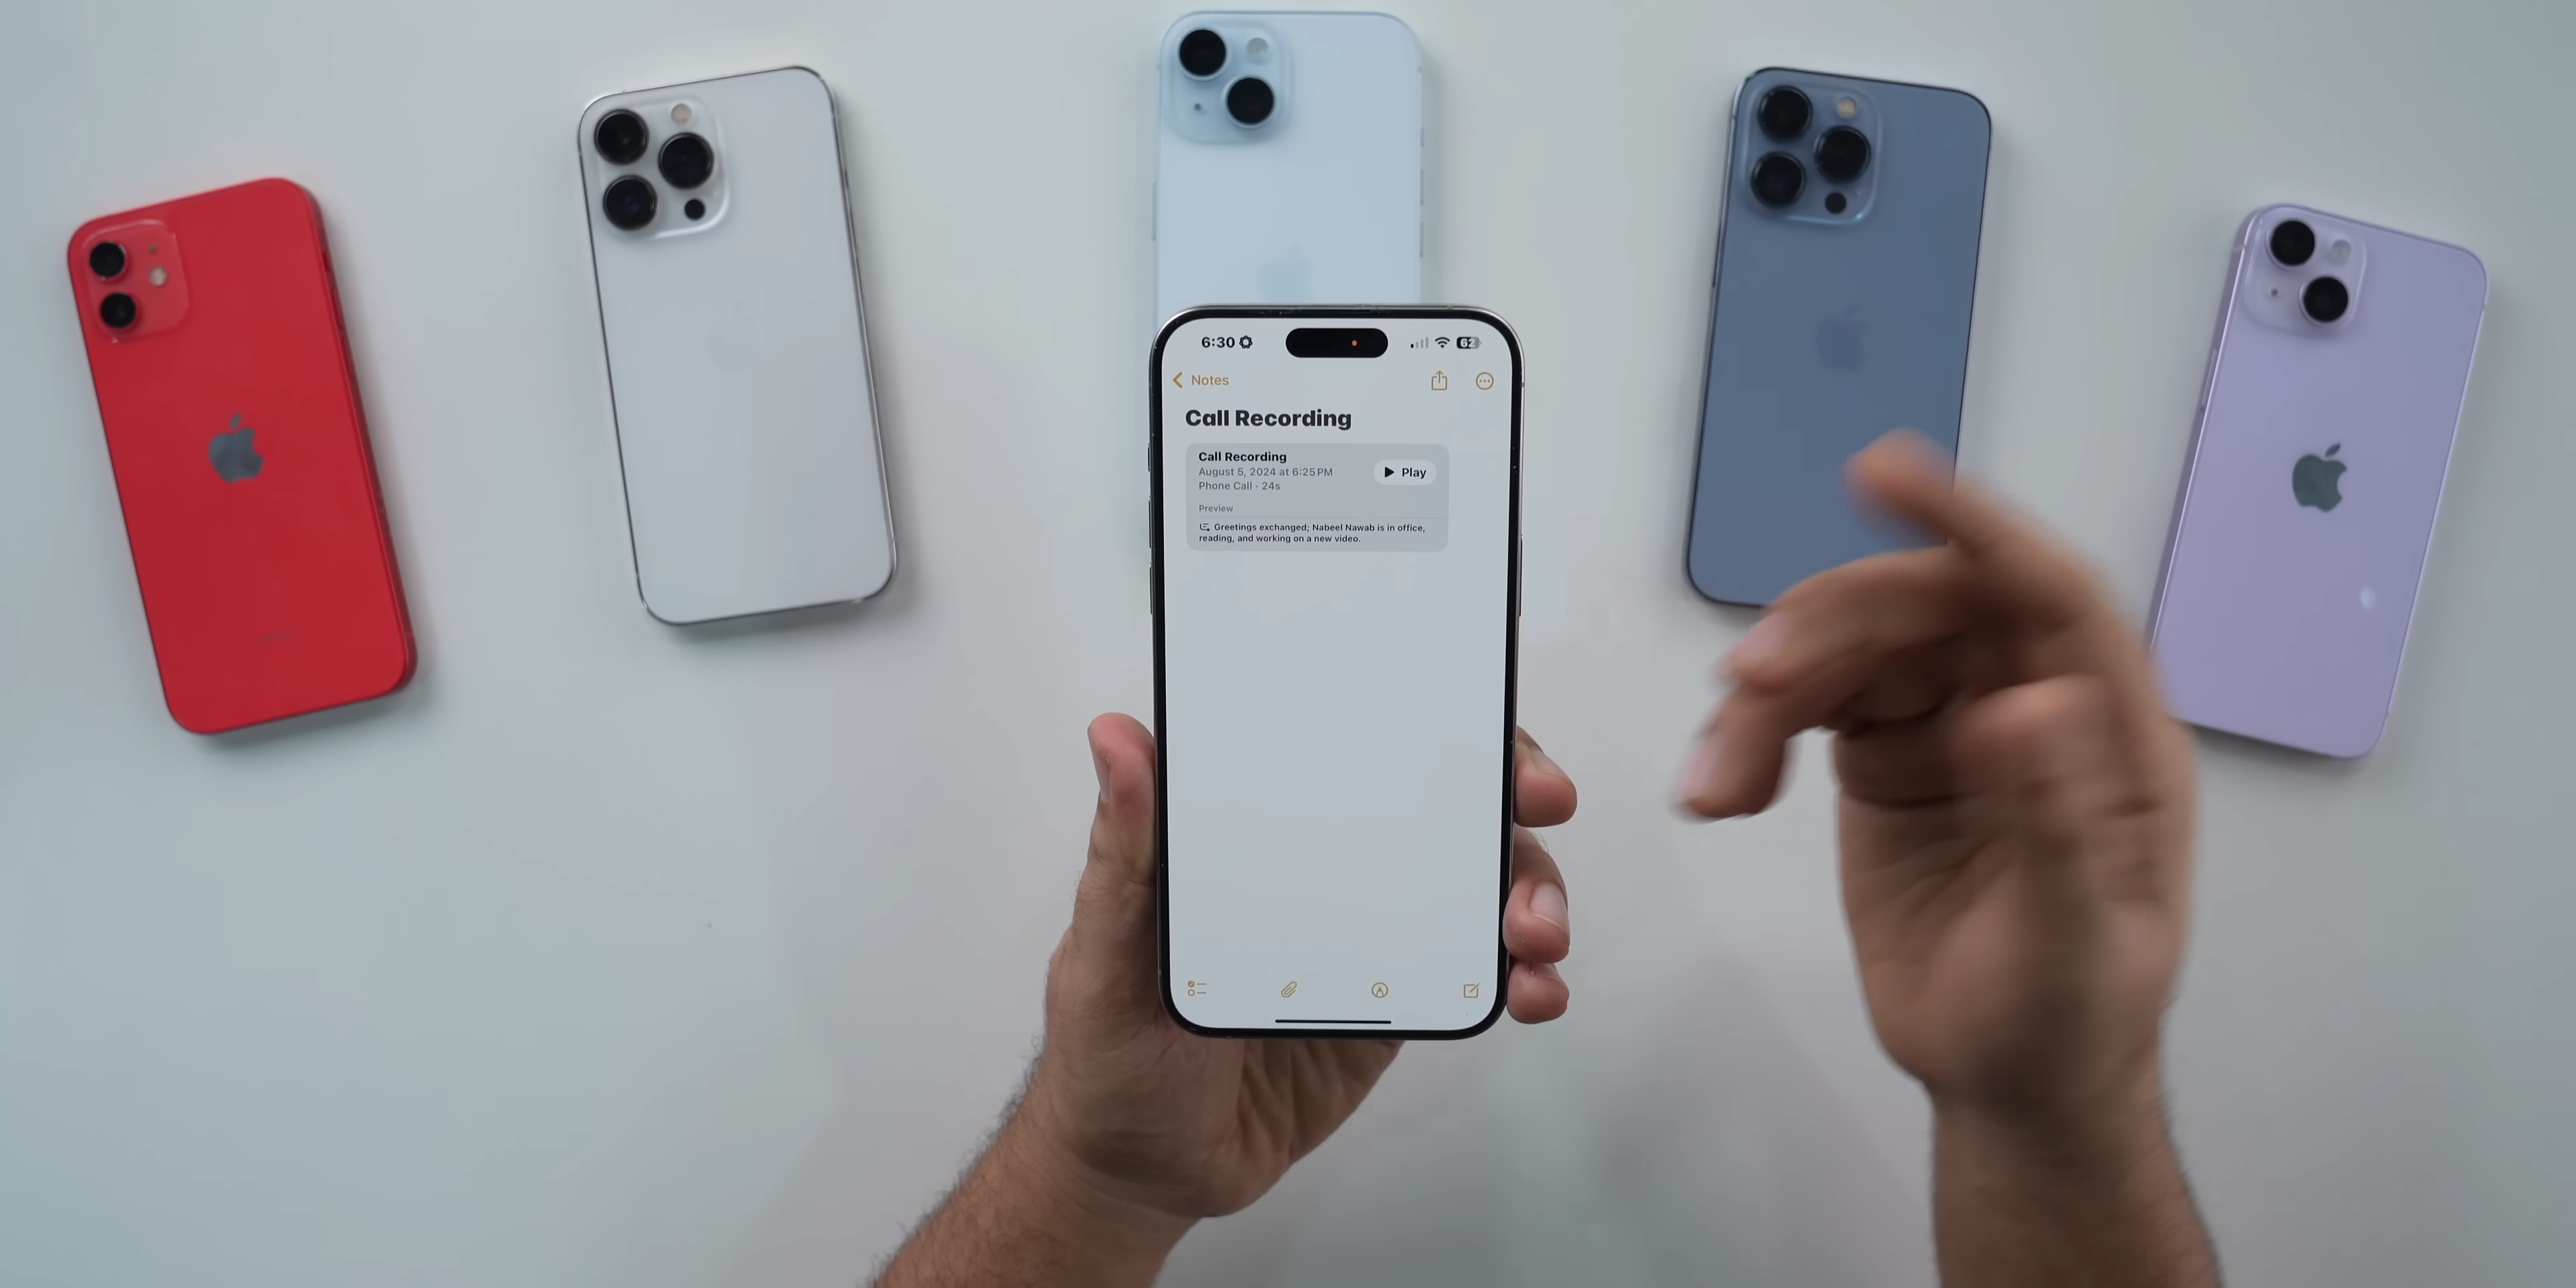 6:30
62
Notes
Call Recording
Call Recording
August 5, 2024 at 6:25 PM
Play
Phone Call · 24s
Preview
Greetings exchanged; Nabeel Nawab is in office,
reading, and working on a new video.